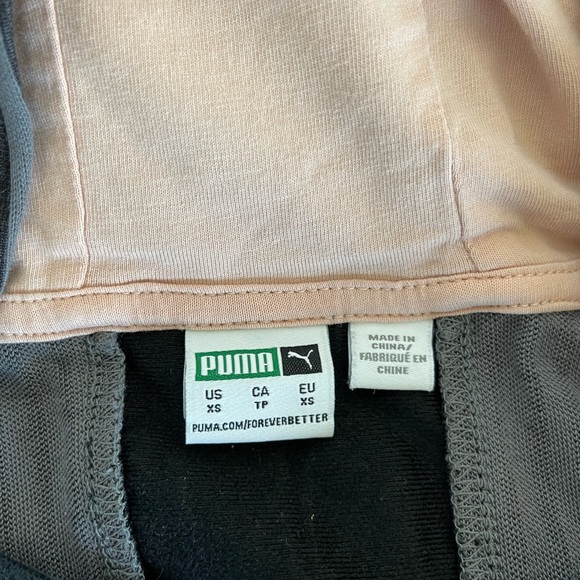 PUMA
US CA EU
XS TP XS
PUMA.COM/FOREVERBETTER
MADE IN
CHINA/
FABRIQUÉ EN
CHINE